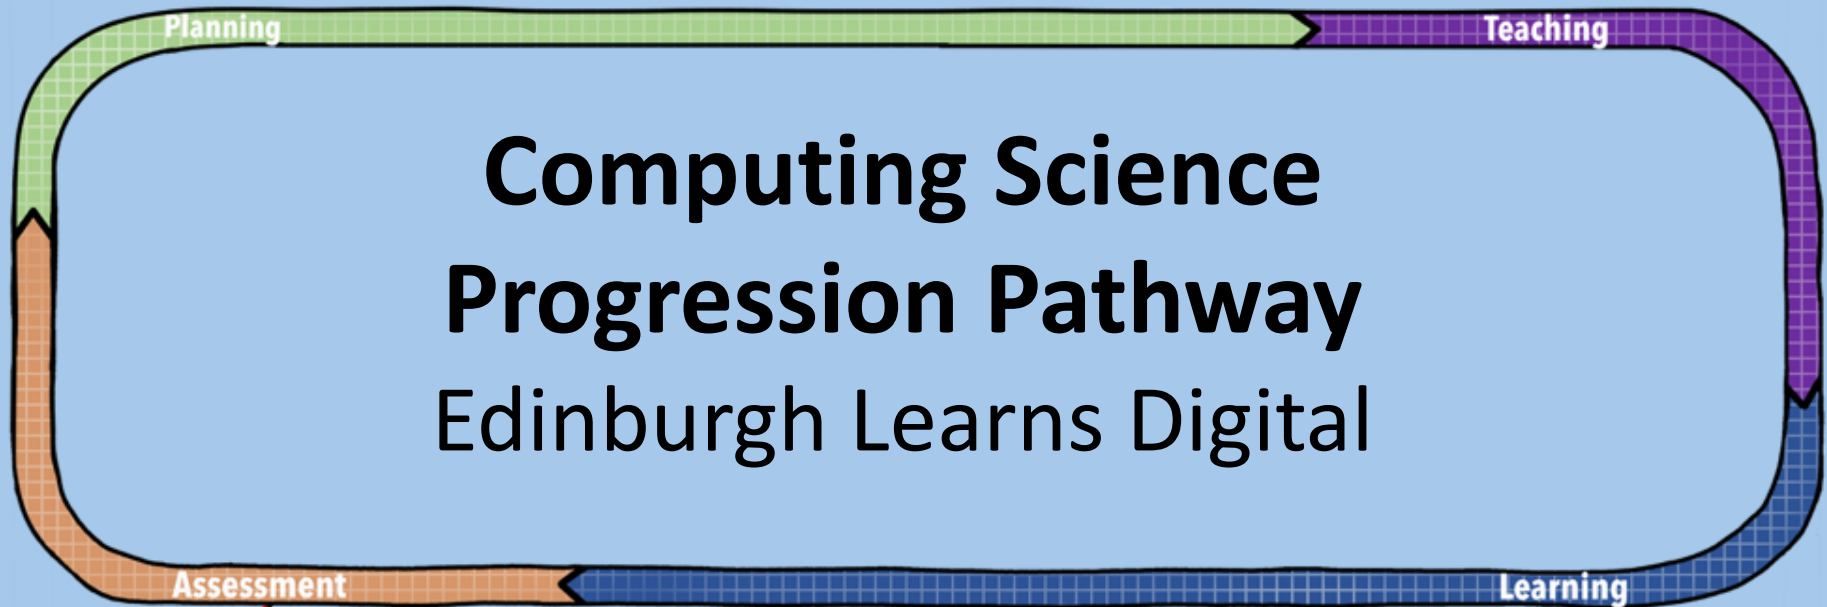 Planning
Teaching
Computing Science
Progression Pathway
Edinburgh Learns Digital
Assessment
Learning